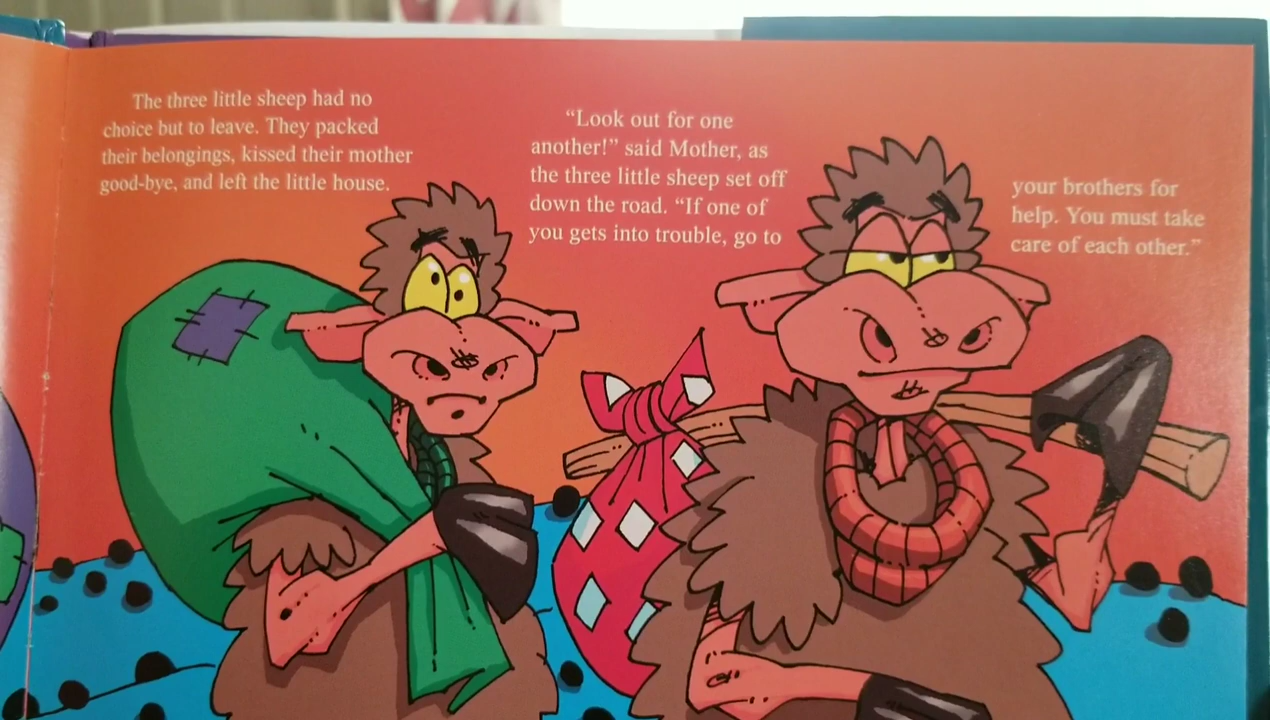 The three little sheep had no
choice but to leave. They packed
their belongings, kissed their mother
good-bye, and left the little house.
“Look out for one
another!” said Mother, as
the three little sheep set off
down the road. “If one of
you gets into trouble, go to
your brothers for
help. You must take
care of each other.”